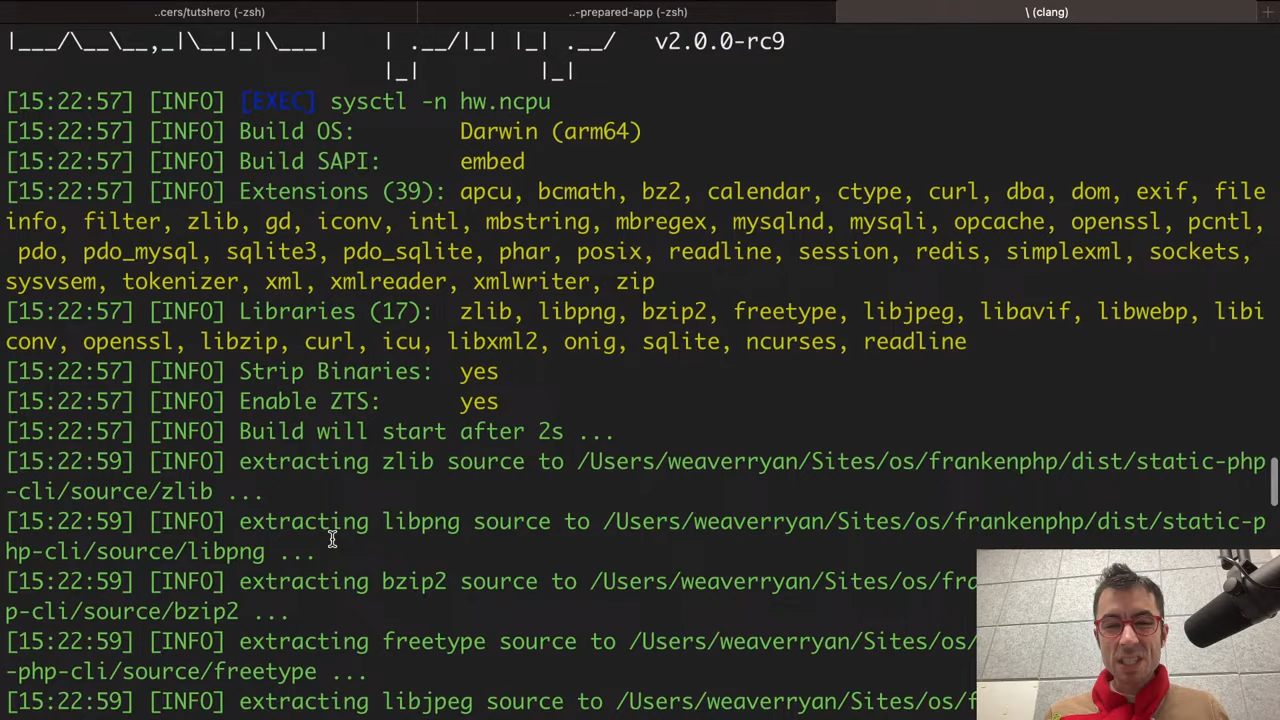 ..cers/tutshero (-zsh)
..-prepared-app (-zsh)
\ (clang)
|___/\__\__,_|\__|_|\___|     | .__/|_| |_| .__/   v2.0.0-rc9
|_|         |_|
[15:22:57] [INFO] [EXEC] sysctl -n hw.ncpu
[15:22:57] [INFO] Build OS:        Darwin (arm64)
[15:22:57] [INFO] Build SAPI:      embed
[15:22:57] [INFO] Extensions (39): apcu, bcmath, bz2, calendar, ctype, curl, dba, dom, exif, file
info, filter, zlib, gd, iconv, intl, mbstring, mbregex, mysqlnd, mysqli, opcache, openssl, pcntl,
pdo, pdo_mysql, sqlite3, pdo_sqlite, phar, posix, readline, session, redis, simplexml, sockets,
sysvsem, tokenizer, xml, xmlreader, xmlwriter, zip
[15:22:57] [INFO] Libraries (17):  zlib, libpng, bzip2, freetype, libjpeg, libavif, libwebp, libi
conv, openssl, libzip, curl, icu, libxml2, onig, sqlite, ncurses, readline
[15:22:57] [INFO] Strip Binaries:  yes
[15:22:57] [INFO] Enable ZTS:      yes
[15:22:57] [INFO] Build will start after 2s ...
[15:22:59] [INFO] extracting zlib source to /Users/weaverryan/Sites/os/frankenphp/dist/static-php
-cli/source/zlib ...
[15:22:59] [INFO] extracting libpng source to /Users/weaverryan/Sites/os/frankenphp/dist/static-p
hp-cli/source/libpng ...
[15:22:59] [INFO] extracting bzip2 source to /Users/weaverryan/Sites/os/fra
p-cli/source/bzip2 ...
[15:22:59] [INFO] extracting freetype source to /Users/weaverryan/Sites/os/
-php-cli/source/freetype ...
[15:22:59] [INFO] extracting libjpeg source to /Users/weaverryan/Sites/os/f